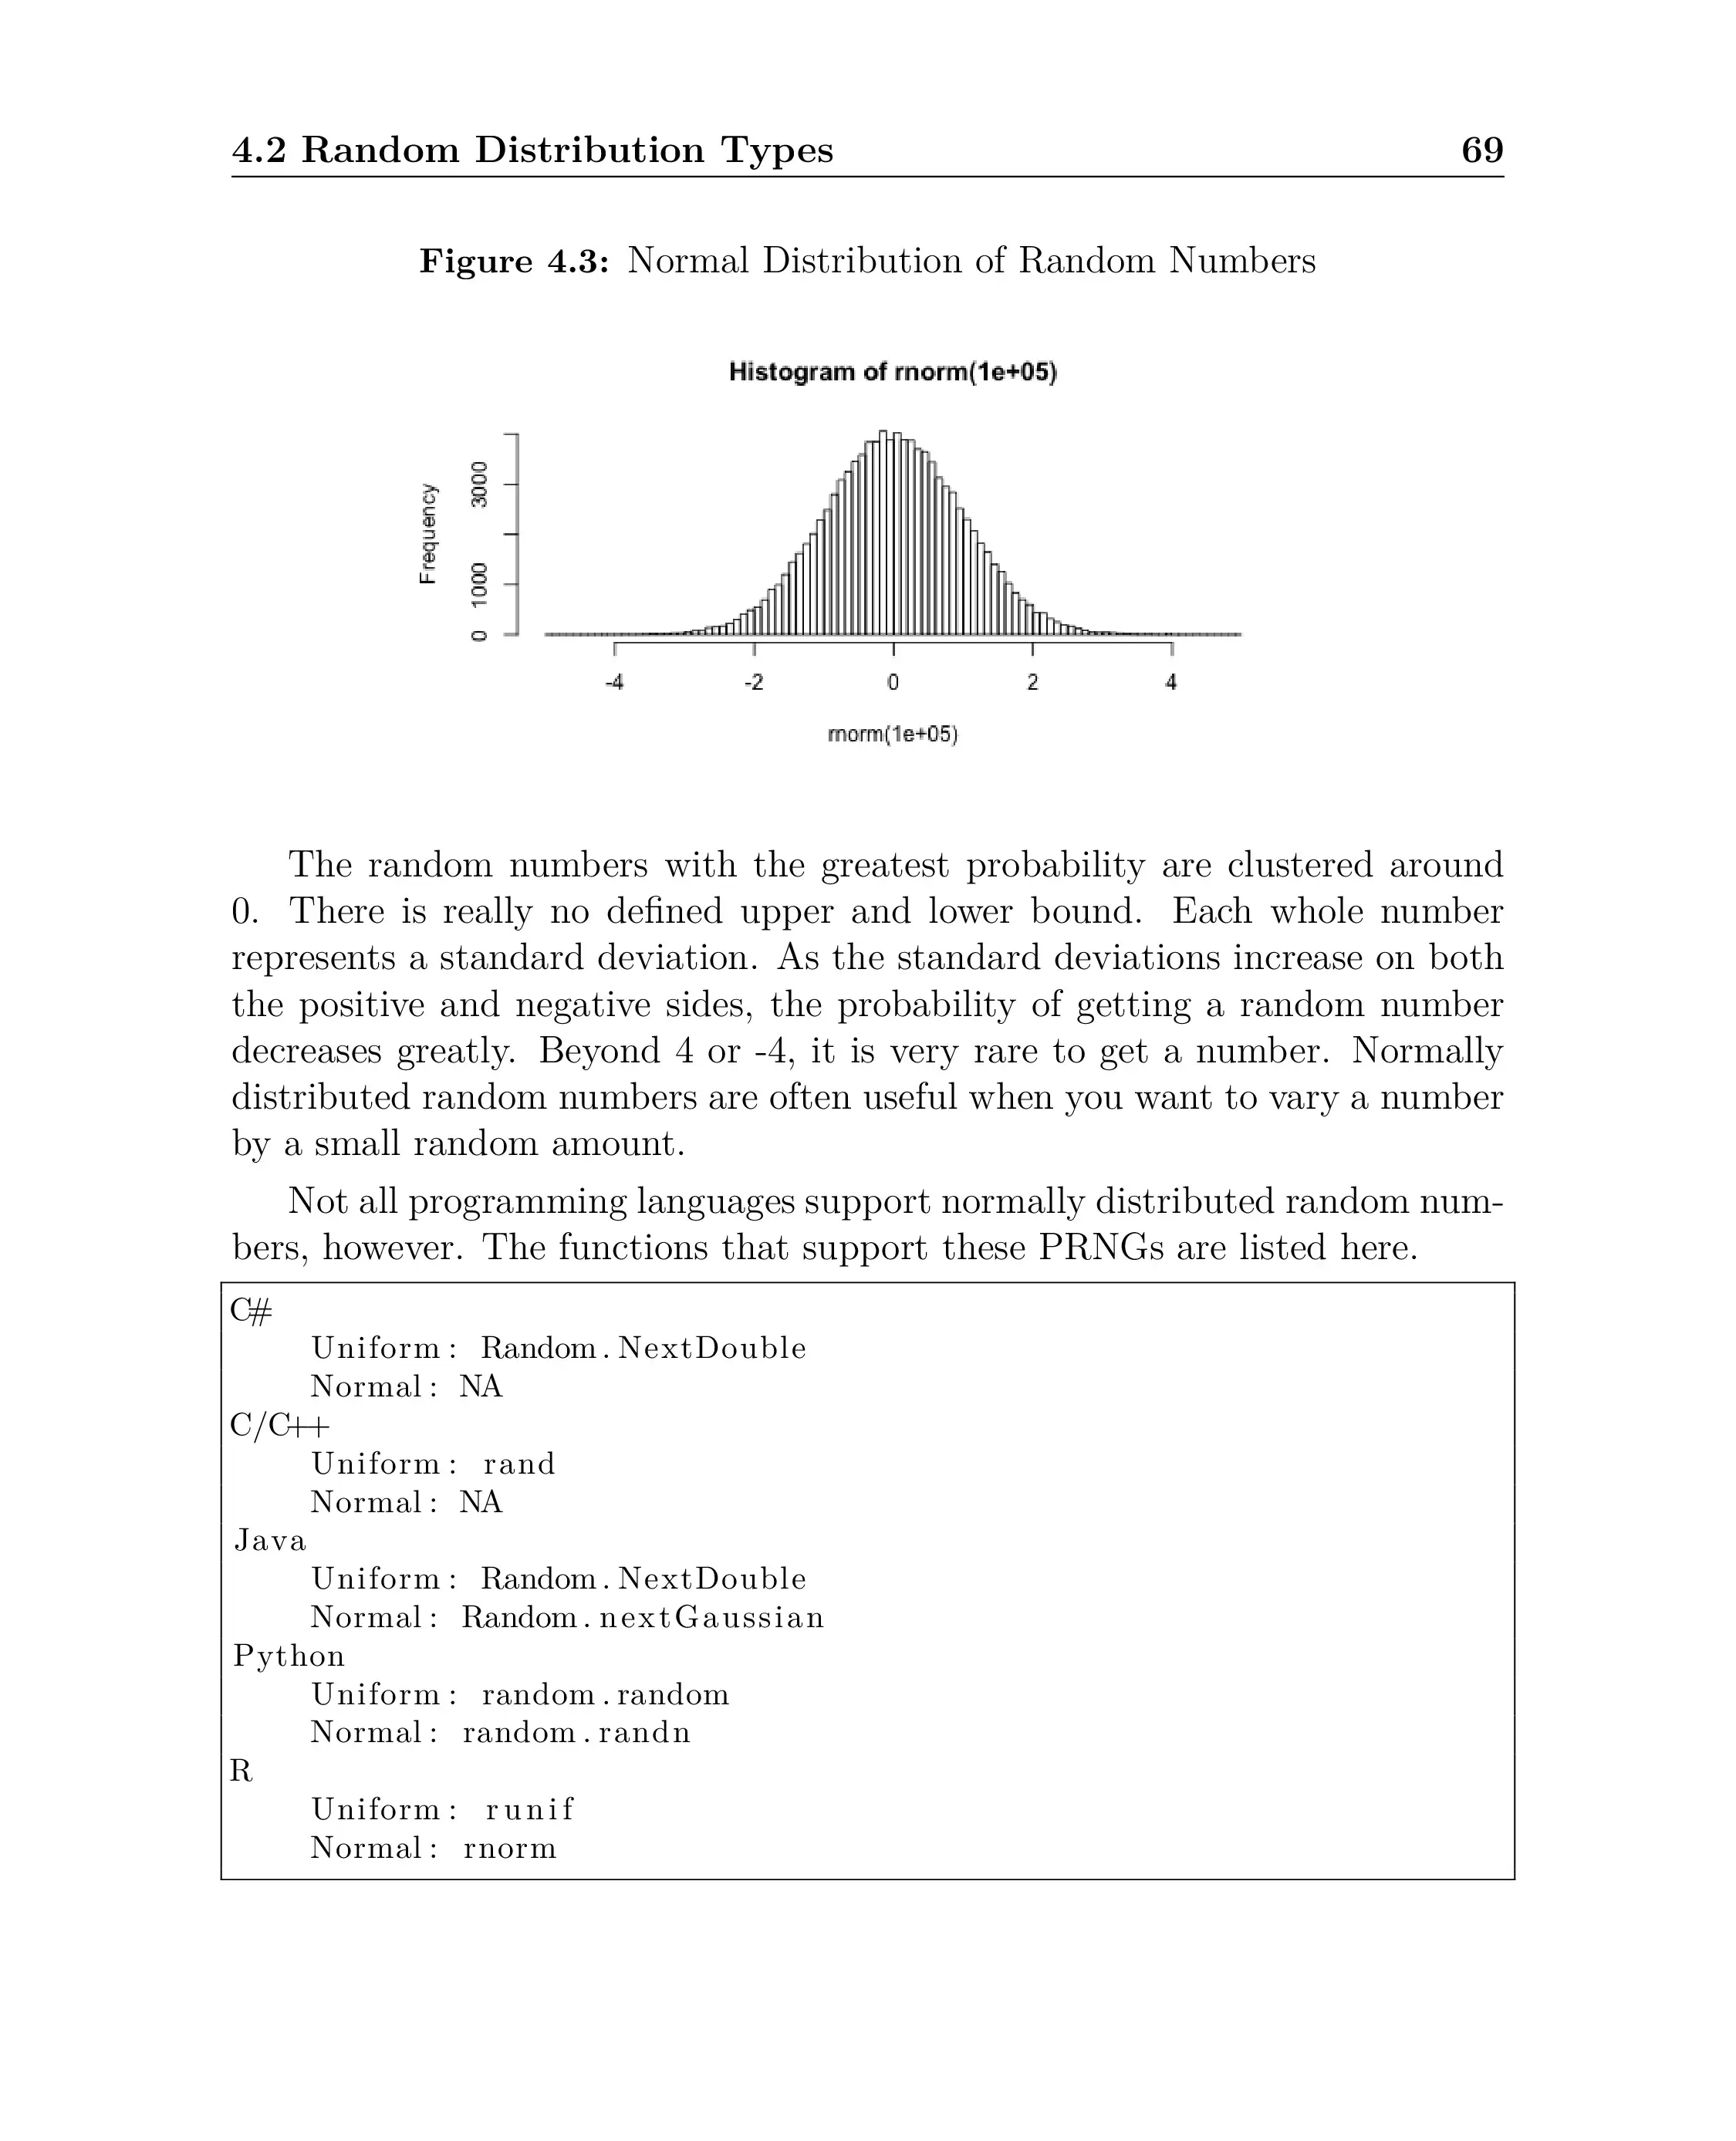 4.2 Random Distribution Types 69
Figure 4.3: Normal Distribution of Random Numbers
Histogram of rnorm(1e+05)
Frequency
0 1000 3000
-4 -2 0 2 4
rnorm(1e+05)
The random numbers with the greatest probability are clustered around
0. There is really no defined upper and lower bound. Each whole number
represents a standard deviation. As the standard deviations increase on both
the positive and negative sides, the probability of getting a random number
decreases greatly. Beyond 4 or -4, it is very rare to get a number. Normally
distributed random numbers are often useful when you want to vary a number
by a small random amount.
Not all programming languages support normally distributed random num-
bers, however. The functions that support these PRNGs are listed here.
C#
Uniform: Random.NextDouble
Normal: NA
C/C++
Uniform: rand
Normal: NA
Java
Uniform: Random.NextDouble
Normal: Random.nextGaussian
Python
Uniform: random.random
Normal: random.randn
R
Uniform: runif
Normal: rnorm